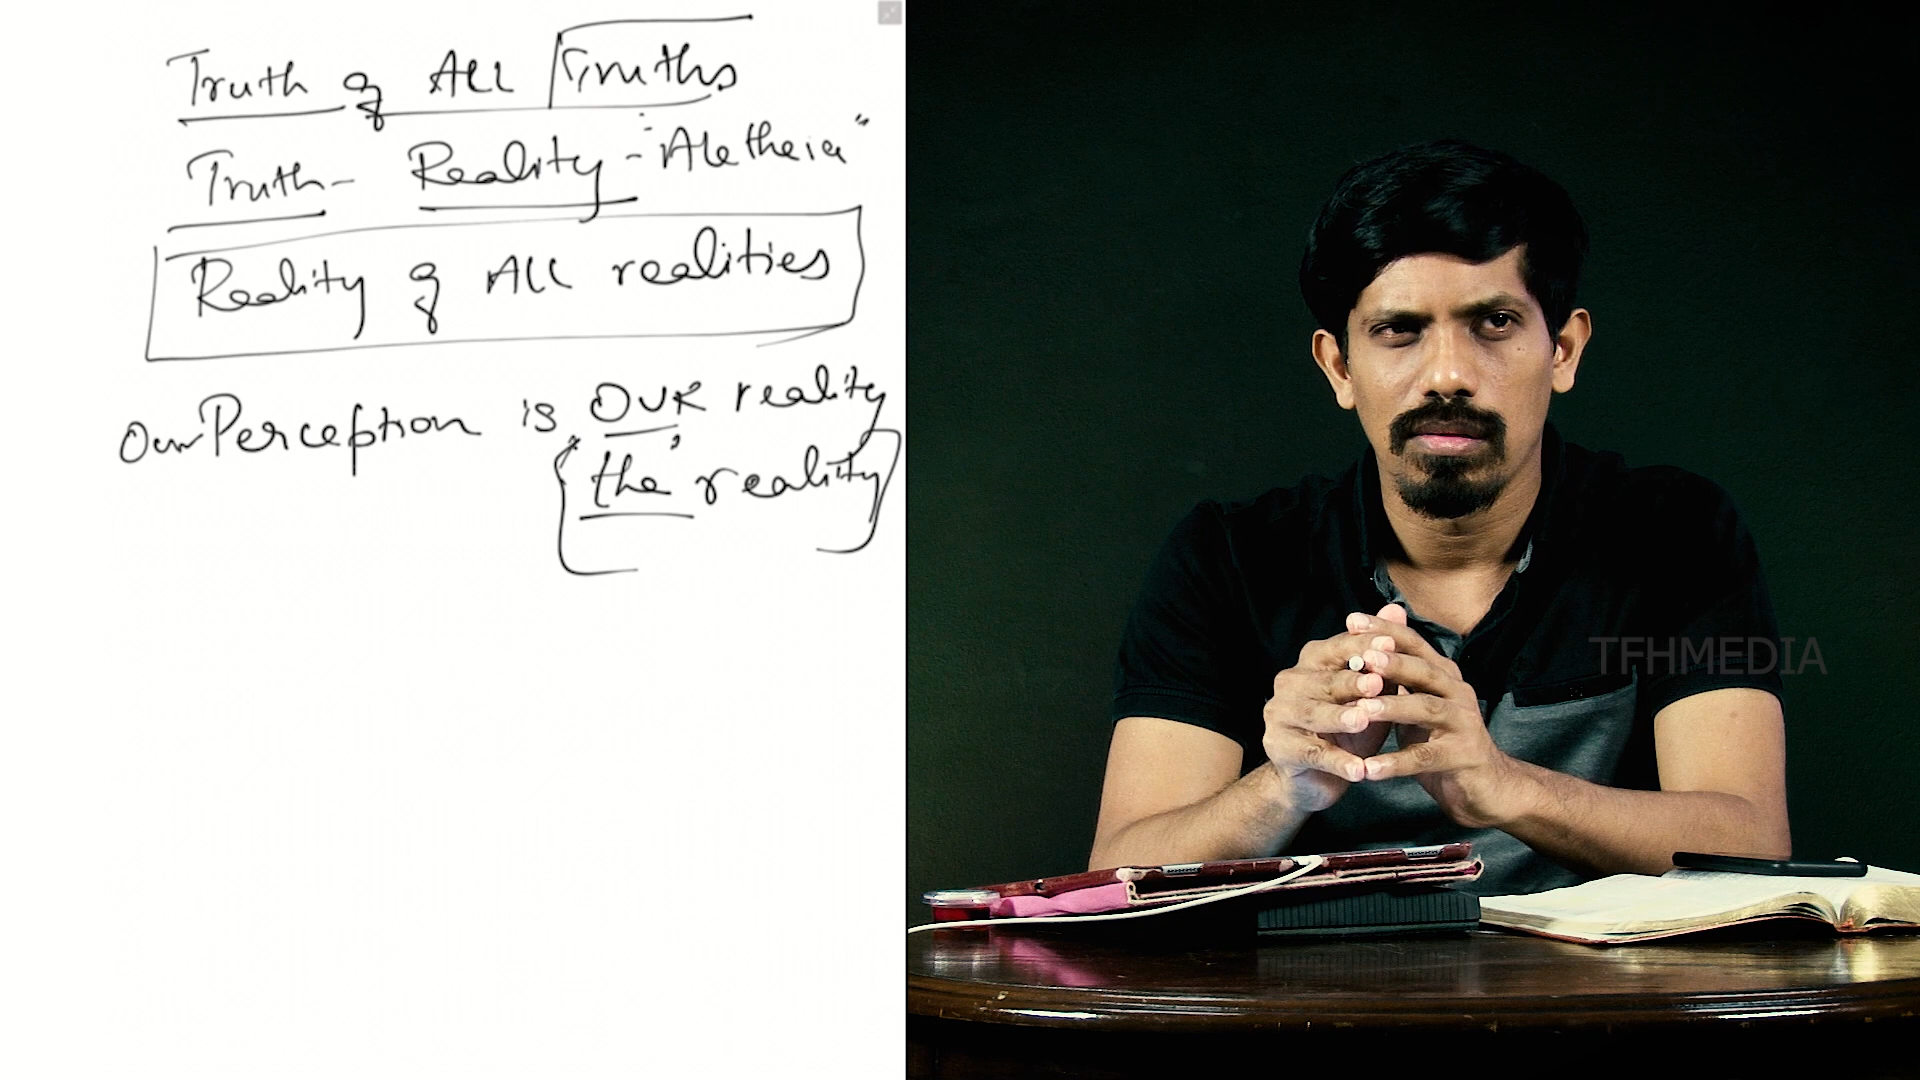 Truth of ALL Truths
Truth - Reality - "Aletheia"
Reality of ALL realities
Our Perception is OUR reality
"the" reality
TFHMEDIA